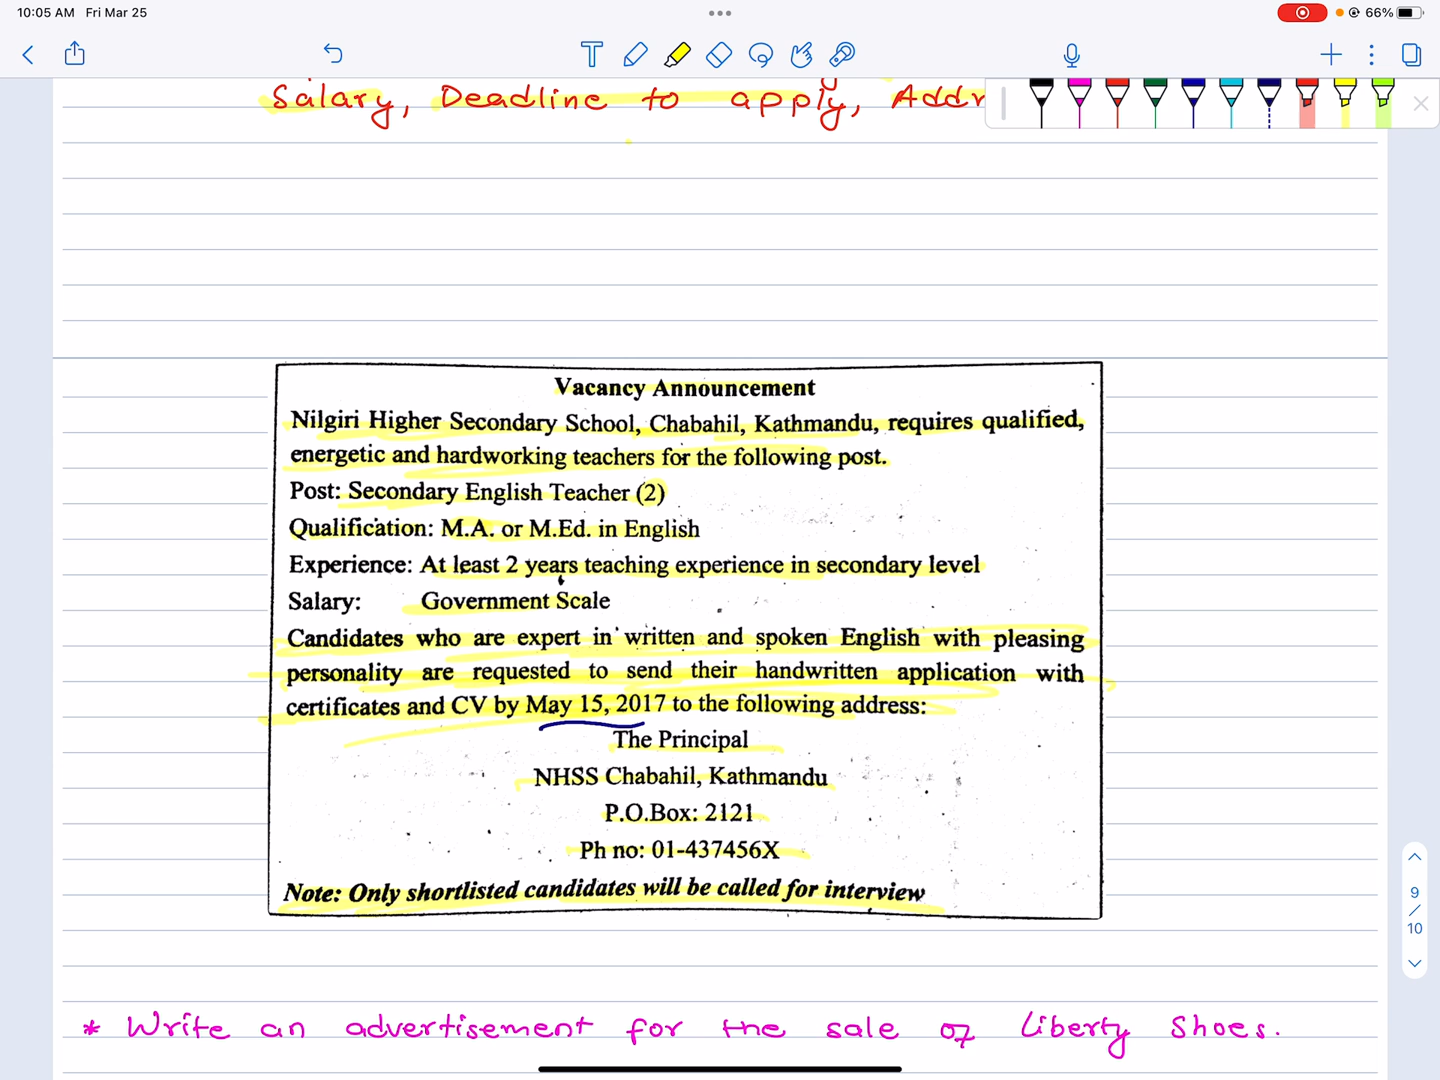 10:05 AM Fri Mar 25
66%
Salary, Deadline to apply, Addr
Vacancy Announcement
Nilgiri Higher Secondary School, Chabahil, Kathmandu, requires qualified,
energetic and hardworking teachers for the following post.
Post: Secondary English Teacher (2)
Qualification: M.A. or M.Ed. in English
Experience: At least 2 years teaching experience in secondary level
Salary: Government Scale
Candidates who are expert in written and spoken English with pleasing
personality are requested to send their handwritten application with
certificates and CV by May 15, 2017 to the following address:
The Principal
NHSS Chabahil, Kathmandu
P.O.Box: 2121
Ph no: 01-437456X
Note: Only shortlisted candidates will be called for interview
9
/
10
* Write an advertisement for the sale of Liberty Shoes.